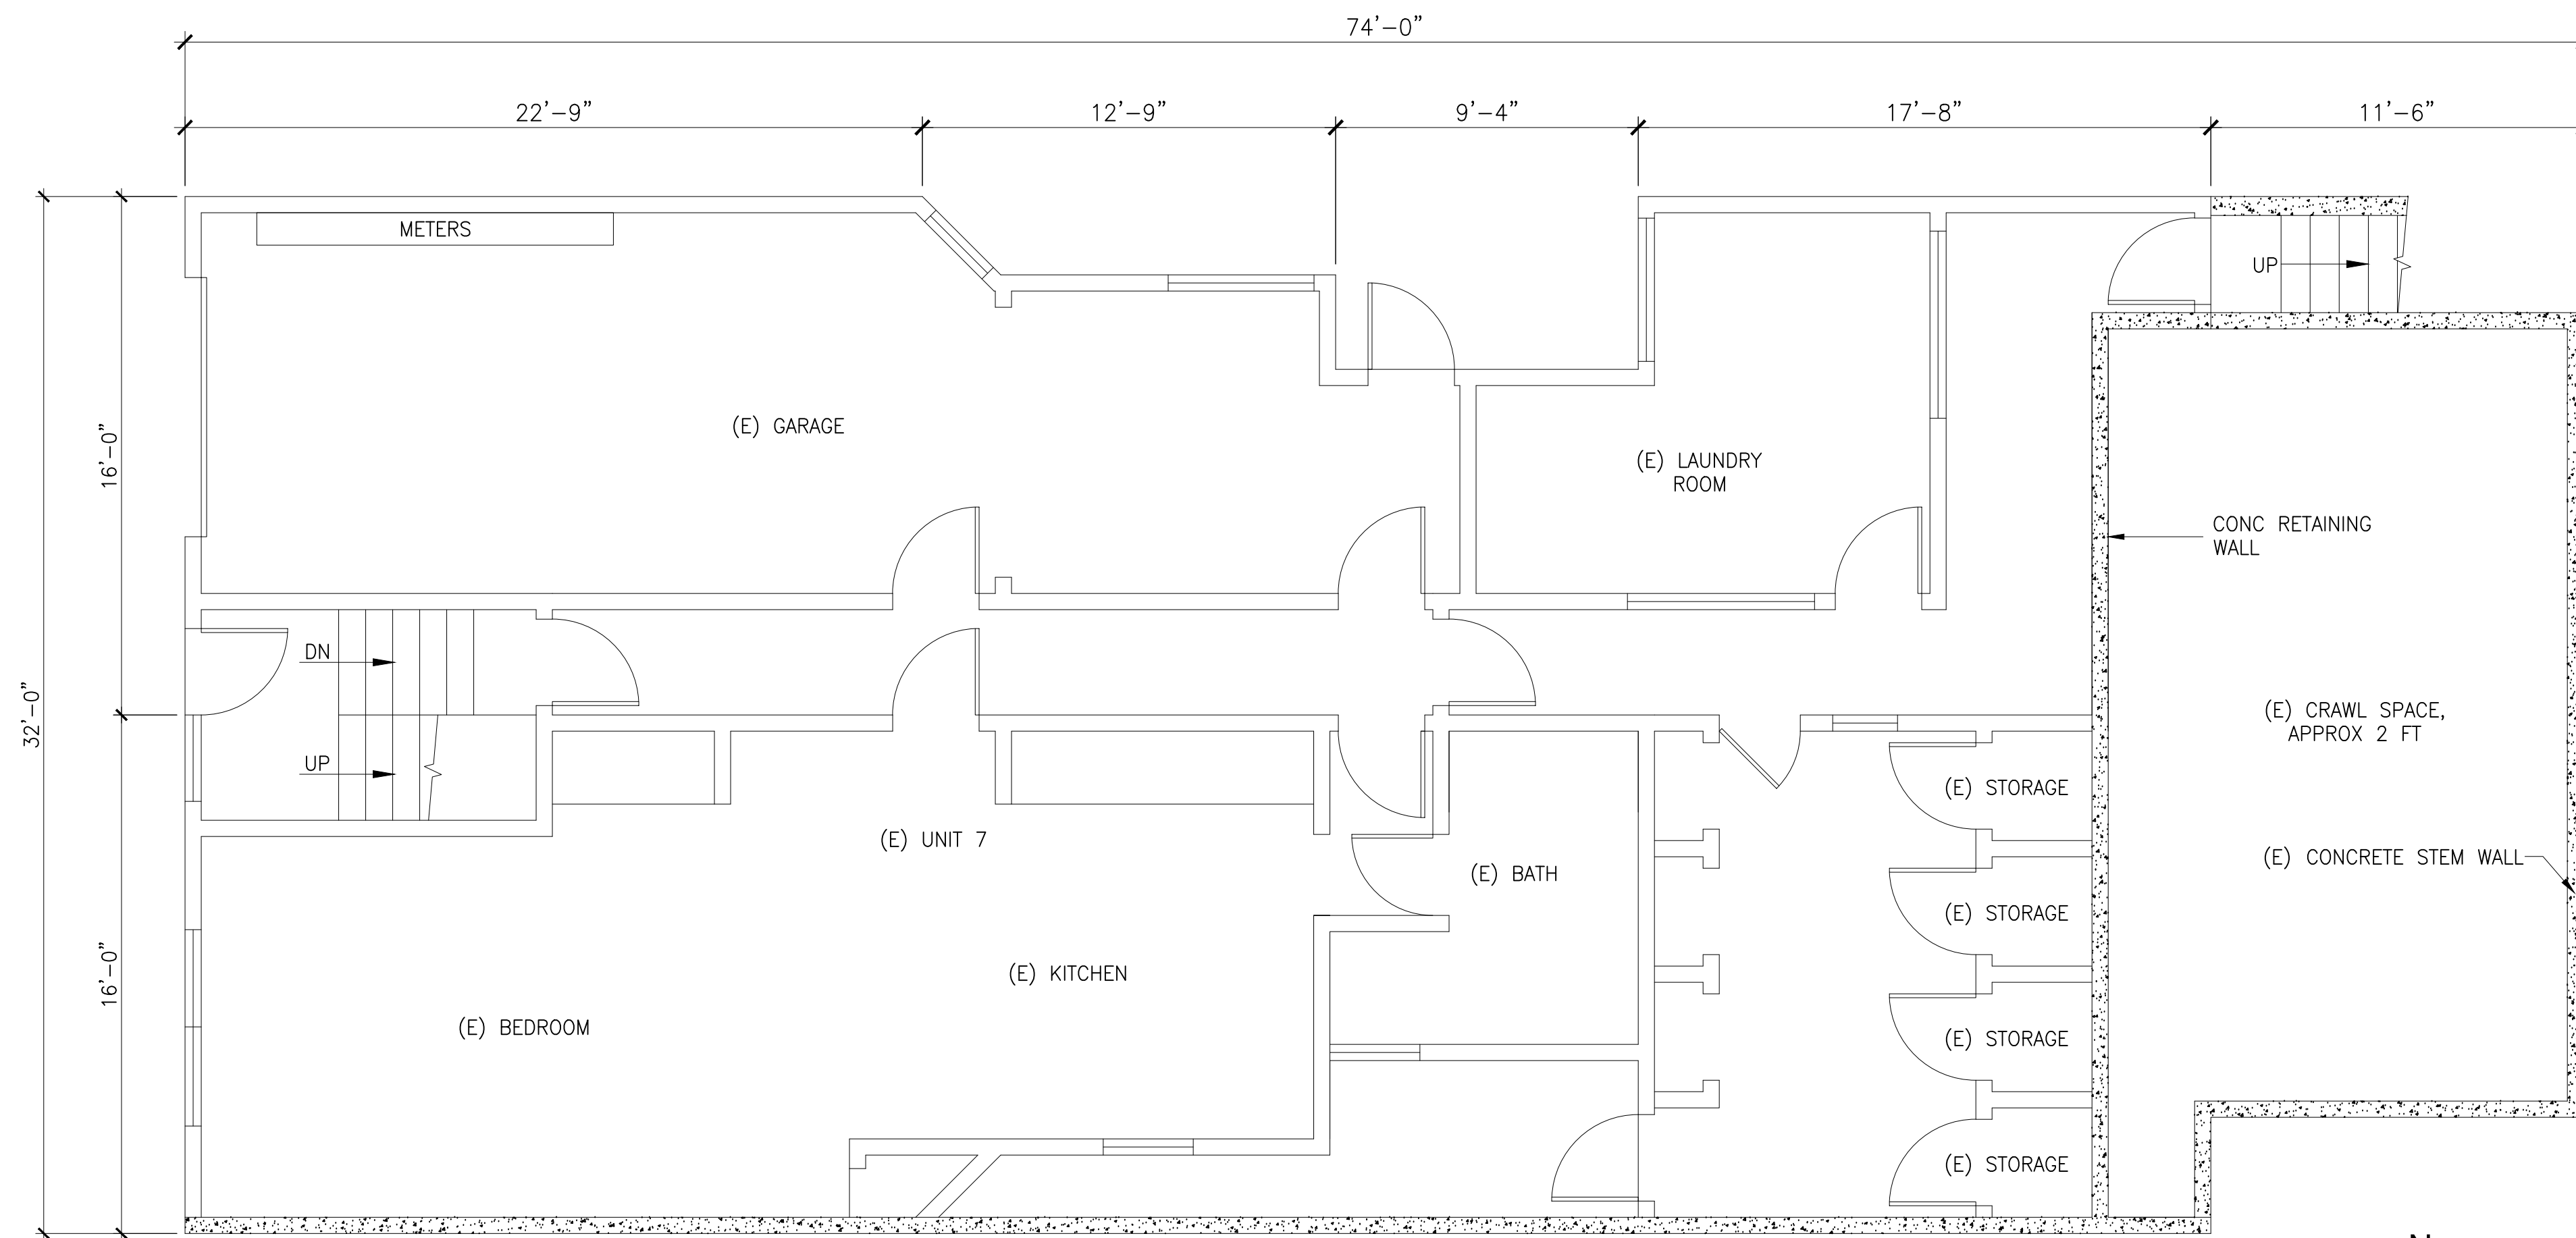 74'-0"
22'-9"
12'-9"
9'-4"
17'-8"
11'-6"
METERS
UP
16'-0"
(E) GARAGE
(E) LAUNDRY
ROOM
CONC RETAINING
WALL
32'-0"
DN
UP
(E) CRAWL SPACE,
APPROX 2 FT
(E) STORAGE
(E) UNIT 7
(E) BATH
(E) CONCRETE STEM WALL
(E) STORAGE
16'-0"
(E) KITCHEN
(E) BEDROOM
(E) STORAGE
(E) STORAGE